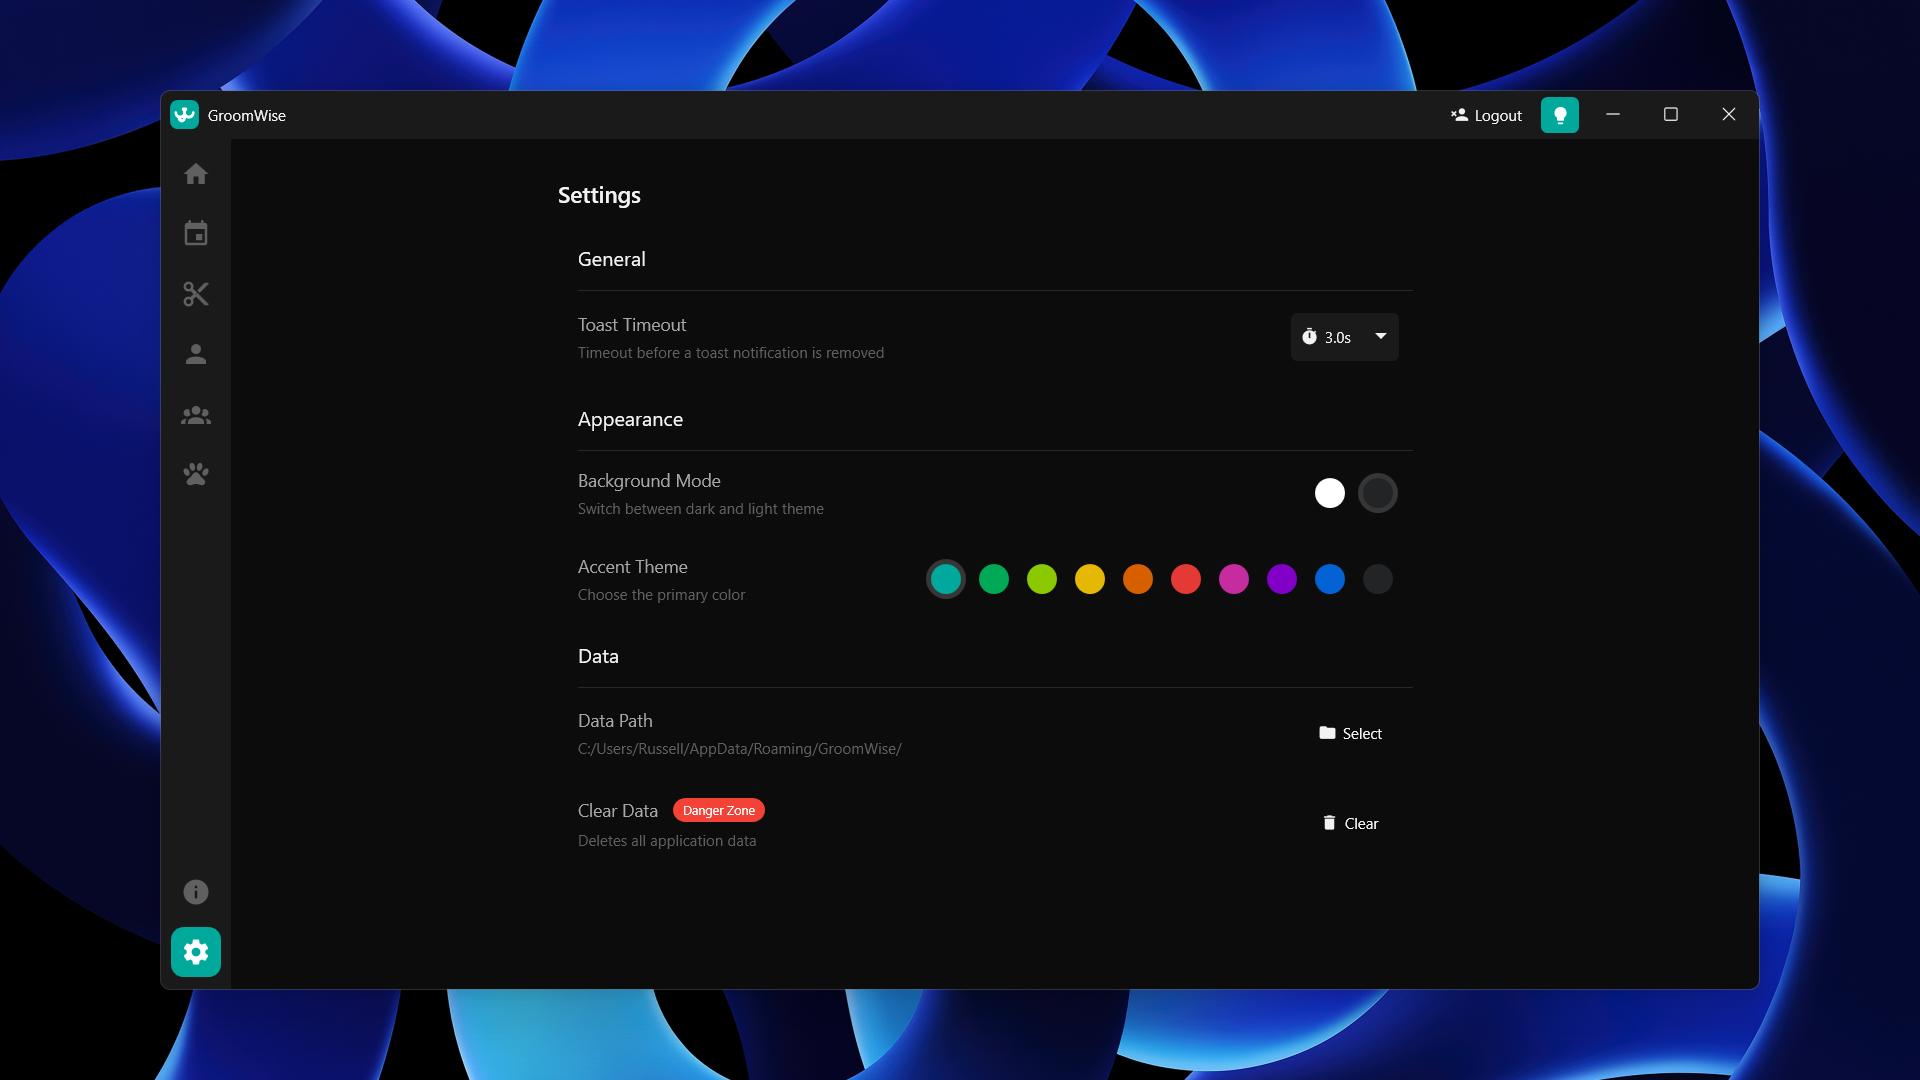 GroomWise
Logout
Settings
General
Toast Timeout
Timeout before a toast notification is removed
3.0s
Appearance
Background Mode
Switch between dark and light theme
Accent Theme
Choose the primary color
Data
Data Path
C:/Users/Russell/AppData/Roaming/GroomWise/
Select
Clear Data
Danger Zone
Deletes all application data
Clear